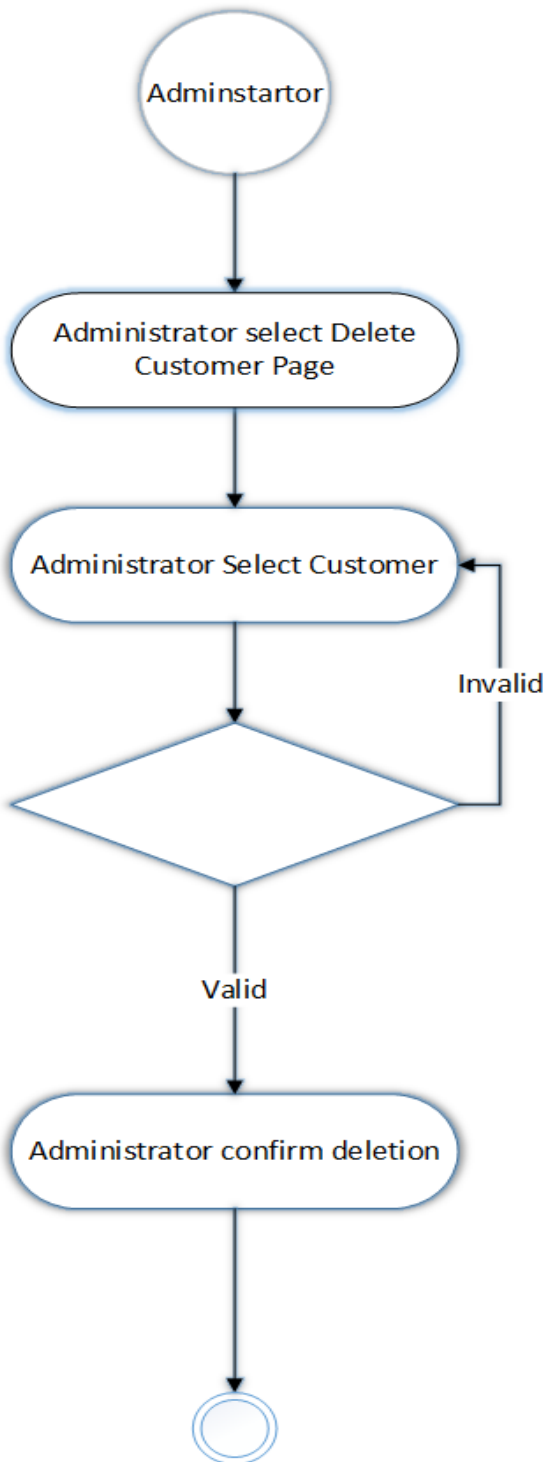 Adminstartor
Administrator select Delete
Customer Page
Administrator Select Customer
Invalid
Valid
Administrator confirm deletion